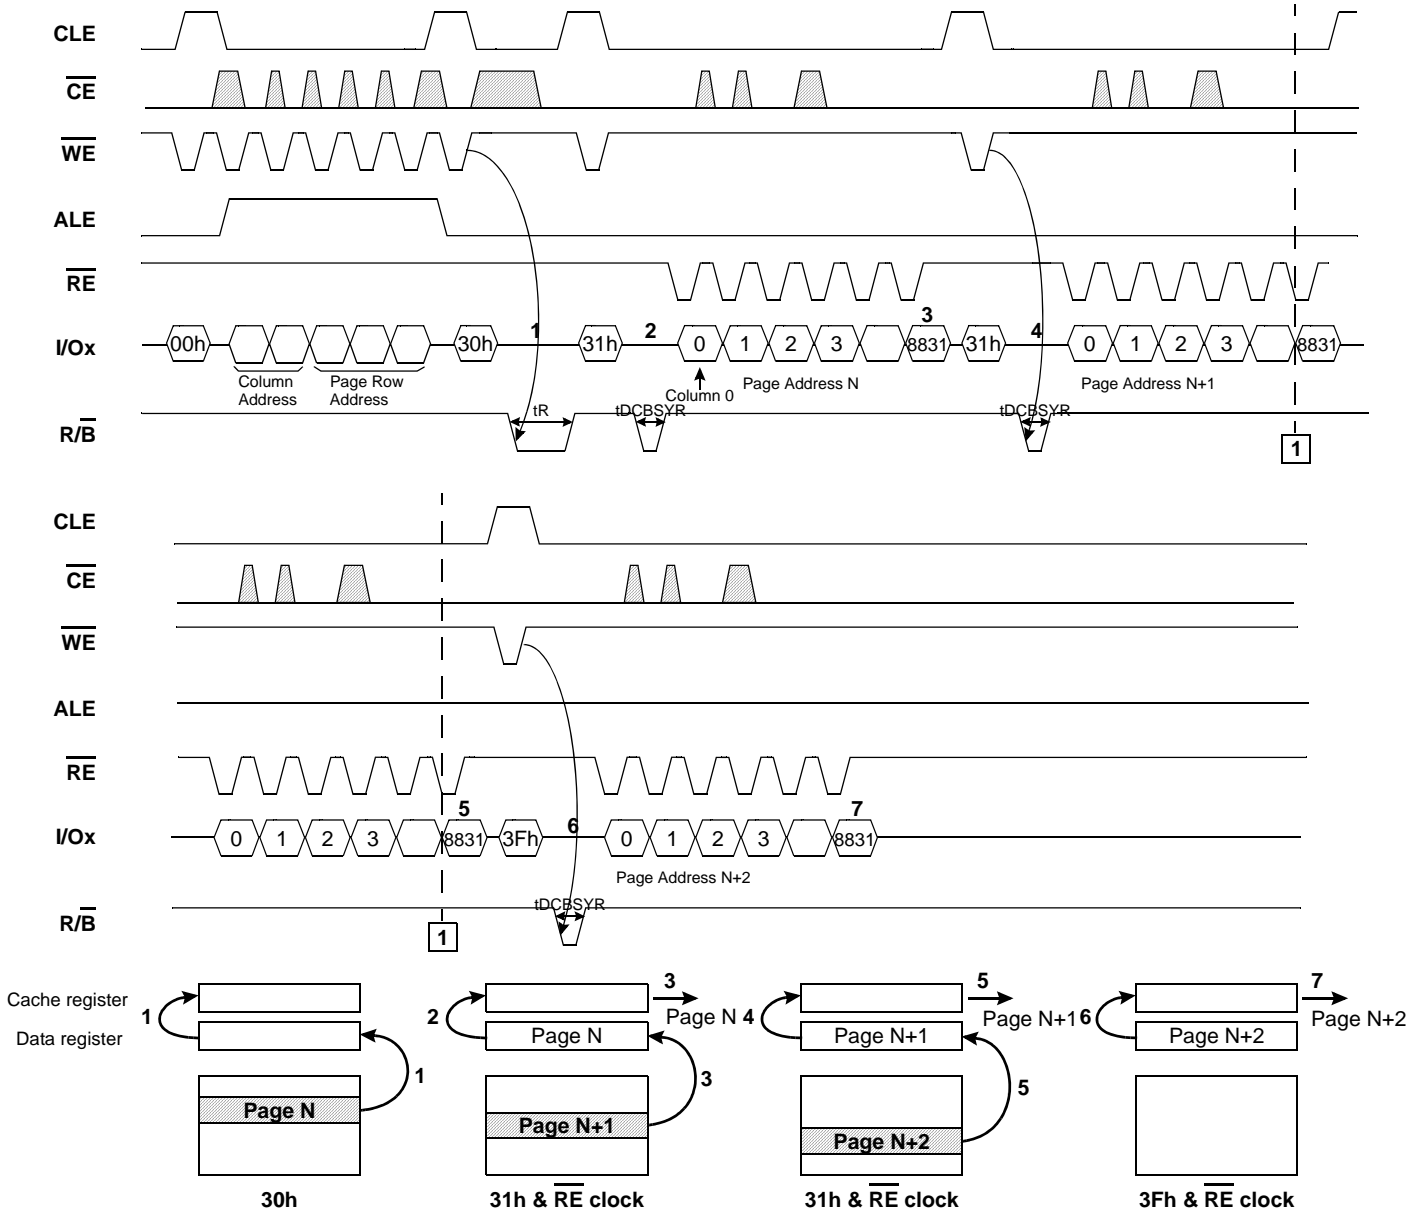 CLE
CE
WE
ALE
RE
3
I/Ox
00h
30h
1
31h
2
0
1
2
3
8831
31h
4
0
1
2
3
8831
Column
Address
Page Row
Address
Column 0
Page Address N
Page Address N+1
R/B
tR
tDCBSYR
tDCBSYR
1
CLE
CE
WE
ALE
RE
5
7
I/Ox
0
1
2
3
8831
3Fh
6
0
1
2
3
8831
Page Address N+2
R/B
tDCBSYR
1
Cache register
Data register
1
1
Page N
30h
2
Page N
3
Page N
3
Page N+1
31h & RE clock
4
Page N+1
5
Page N+1
5
Page N+2
31h & RE clock
6
Page N+2
7
Page N+2
3Fh & RE clock